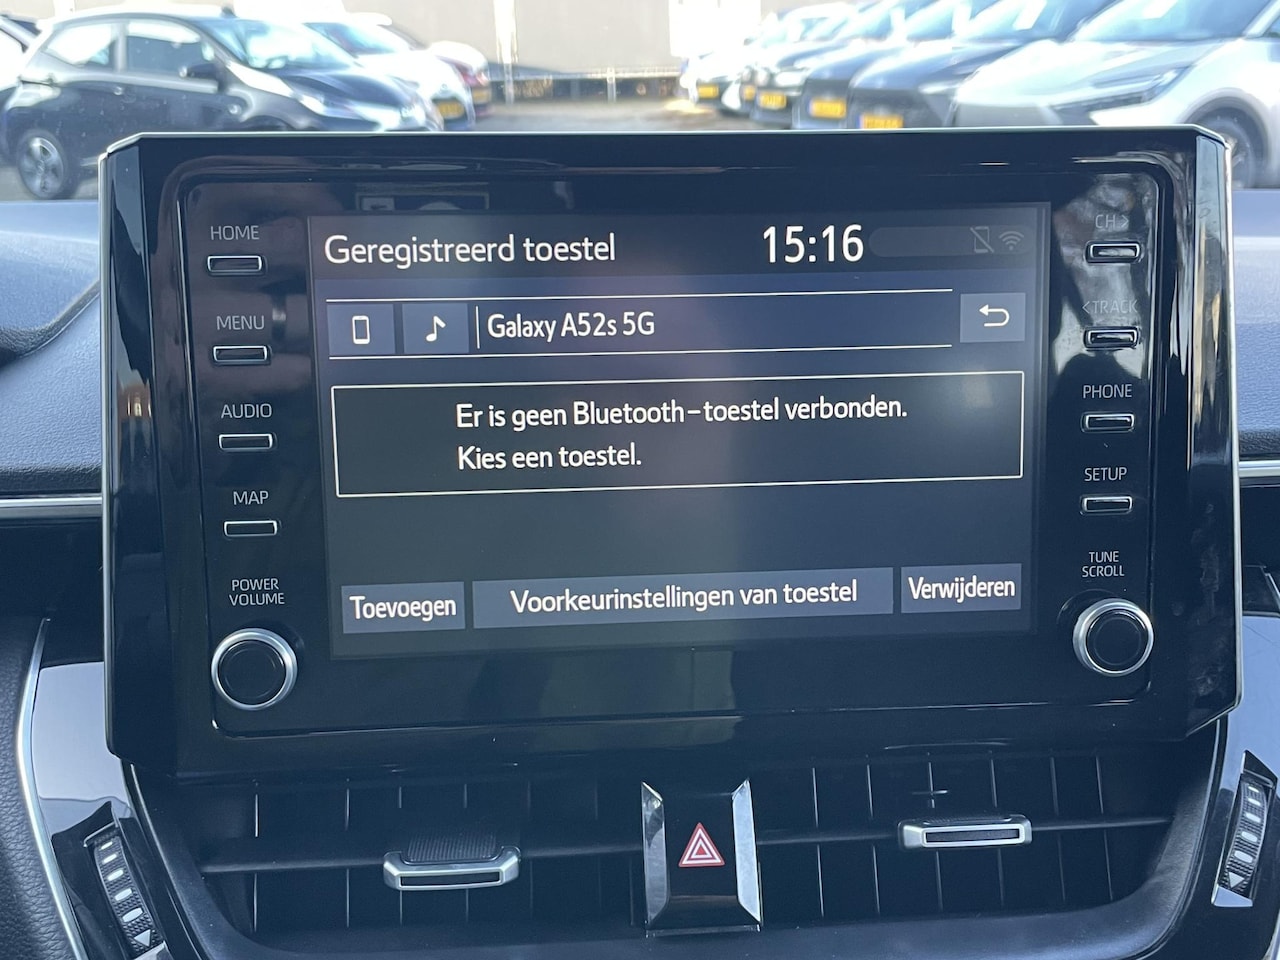 HOME
MENU
AUDIO
MAP
POWER
VOLUME
Geregistreerd toestel
15:16
Galaxy A52s 5G
Er is geen Bluetooth-toestel verbonden.
Kies een toestel.
Toevoegen
Voorkeurinstellingen van toestel
Verwijderen
CH >
< TRACK
PHONE
SETUP
TUNE
SCROLL